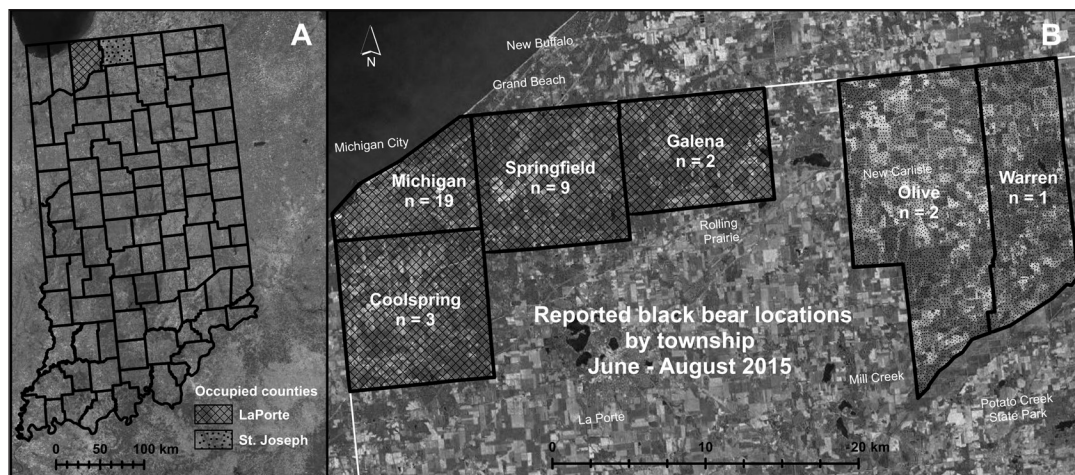 A
Occupied counties
LaPorte
St. Joseph
0 50 100 km
B
N
New Buffalo
Grand Beach
Michigan City
Michigan
n = 19
Springfield
n = 9
Galena
n = 2
New Carlisle
Olive
n = 2
Warren
n = 1
Coolspring
n = 3
Rolling
Prairie
Reported black bear locations
by township
June - August 2015
Mill Creek
Potato Creek
State Park
La Porte
0 10 20 km